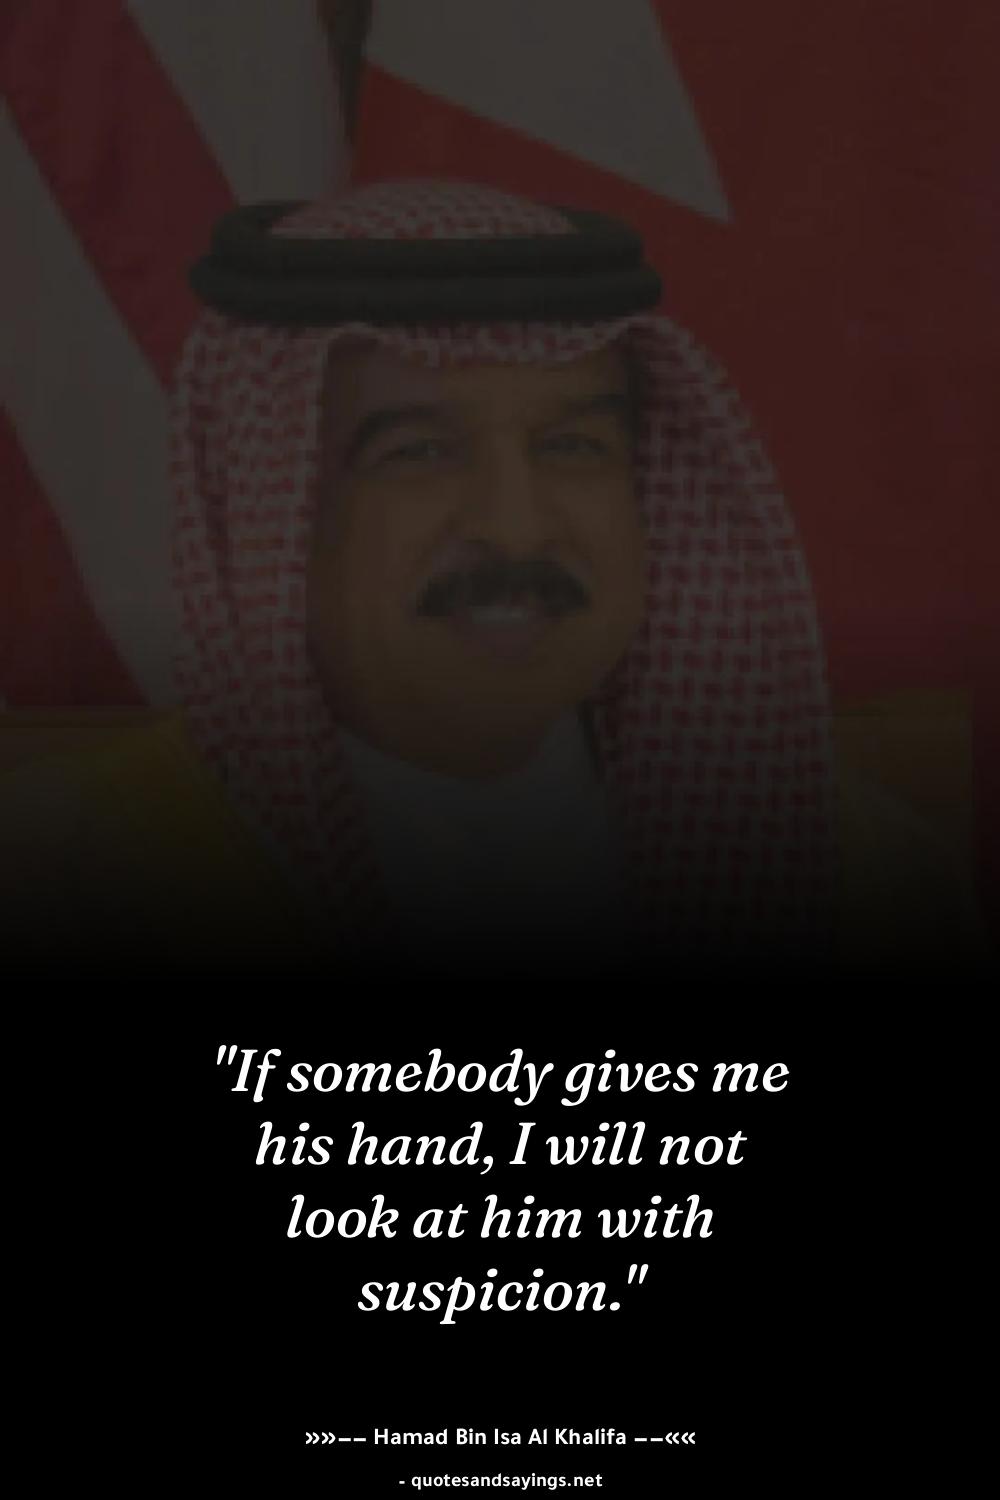 "If somebody gives me
his hand, I will not
look at him with
suspicion."
»»−− Hamad Bin Isa Al Khalifa −−««
- quotesandsayings.net